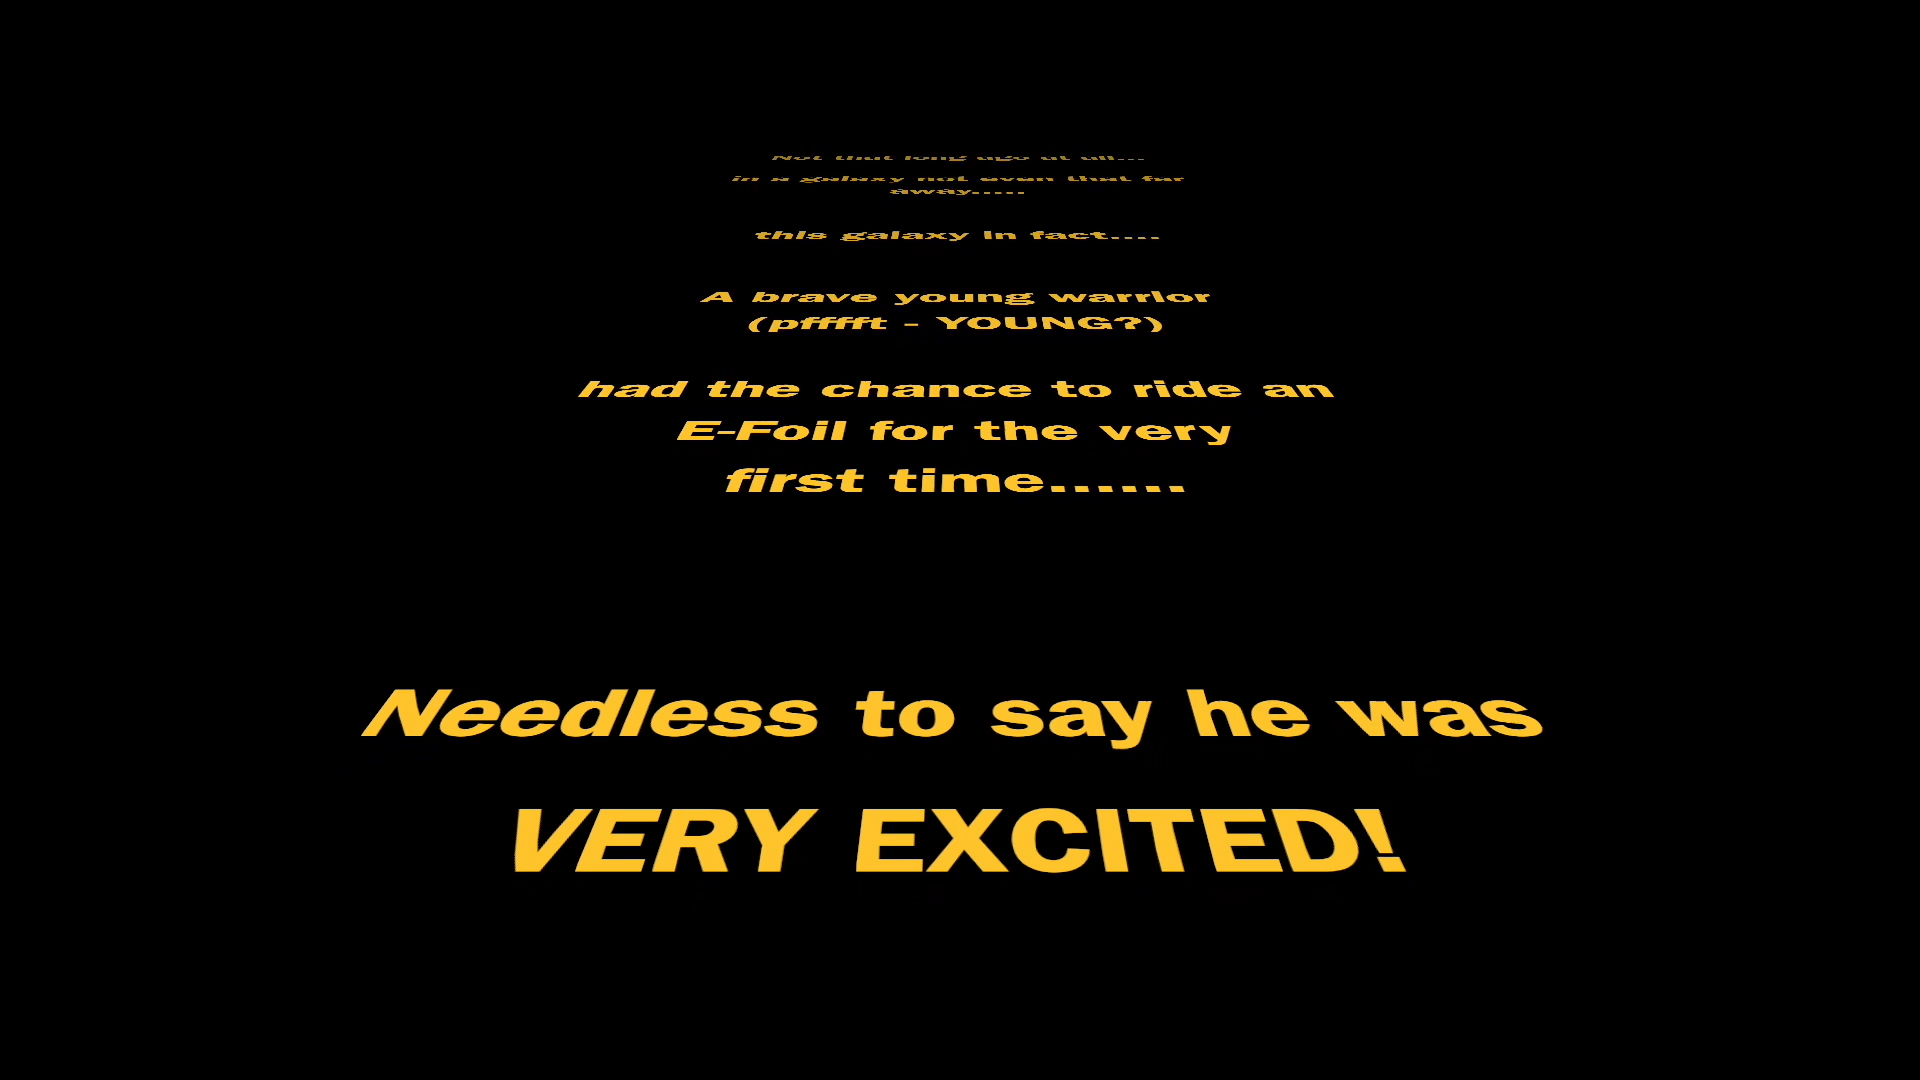 Not that long ago at all...
in a galaxy not even that far
away.....
this galaxy in fact....
A brave young warrior
(pfffft - YOUNG?)
had the chance to ride an
E-Foil for the very
first time......
Needless to say he was
VERY EXCITED!